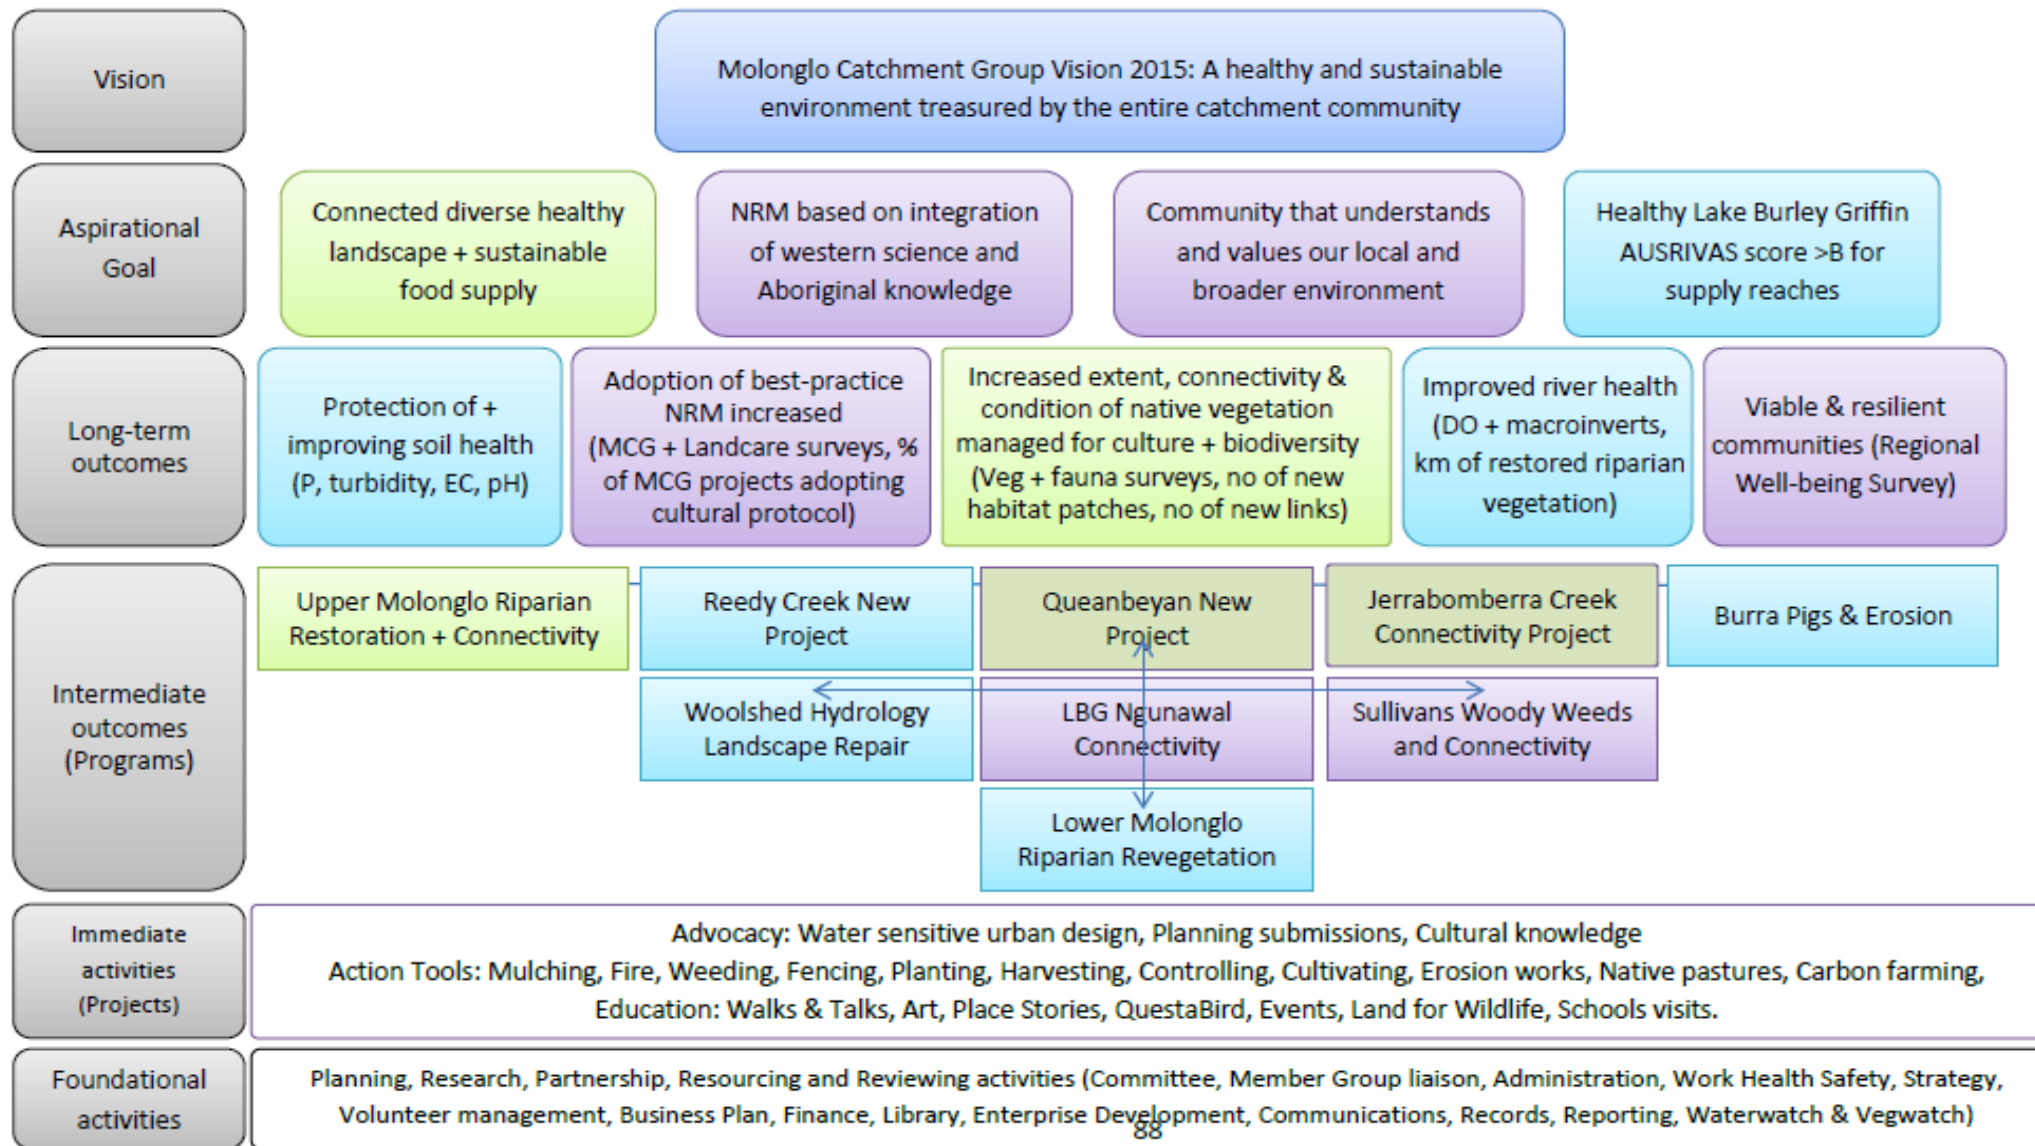 Vision
Molonglo Catchment Group Vision 2015: A healthy and sustainable
environment treasured by the entire catchment community
Aspirational
Goal
Connected diverse healthy
landscape + sustainable
food supply
NRM based on integration
of western science and
Aboriginal knowledge
Community that understands
and values our local and
broader environment
Healthy Lake Burley Griffin
AUSRIVAS score >B for
supply reaches
Long-term
outcomes
Protection of +
improving soil health
(P, turbidity, EC, pH)
Adoption of best-practice
NRM increased
(MCG + Landcare surveys, %
of MCG projects adopting
cultural protocol)
Increased extent, connectivity &
condition of native vegetation
managed for culture + biodiversity
(Veg + fauna surveys, no of new
habitat patches, no of new links)
Improved river health
(DO + macroinverts,
km of restored riparian
vegetation)
Viable & resilient
communities (Regional
Well-being Survey)
Intermediate
outcomes
(Programs)
Upper Molonglo Riparian
Restoration + Connectivity
Reedy Creek New
Project
Queanbeyan New
Project
Jerrabomberra Creek
Connectivity Project
Burra Pigs & Erosion
Woolshed Hydrology
Landscape Repair
LBG Ngunawal
Connectivity
Sullivans Woody Weeds
and Connectivity
Lower Molonglo
Riparian Revegetation
Immediate
activities
(Projects)
Advocacy: Water sensitive urban design, Planning submissions, Cultural knowledge
Action Tools: Mulching, Fire, Weeding, Fencing, Planting, Harvesting, Controlling, Cultivating, Erosion works, Native pastures, Carbon farming,
Education: Walks & Talks, Art, Place Stories, QuestaBird, Events, Land for Wildlife, Schools visits.
Foundational
activities
Planning, Research, Partnership, Resourcing and Reviewing activities (Committee, Member Group liaison, Administration, Work Health Safety, Strategy,
Volunteer management, Business Plan, Finance, Library, Enterprise Development, Communications, Records, Reporting, Waterwatch & Vegwatch)
88